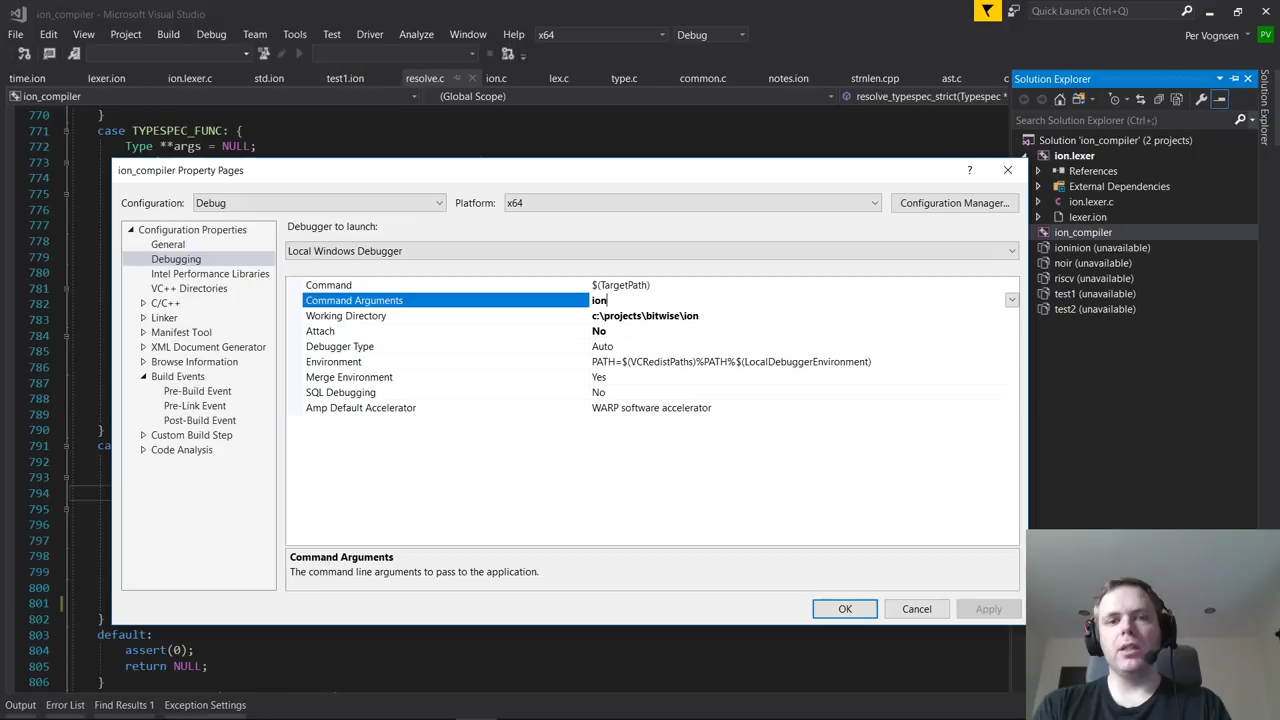 ion_compiler - Microsoft Visual Studio
Quick Launch (Ctrl+Q)
File Edit View Project Build Debug Team Tools Test Driver Analyze Window Help x64 Debug
Per Vognsen PV
time.ion lexer.ion ion.lexer.c std.ion test1.ion resolve.c ion.c lex.c type.c common.c notes.ion strnlen.c ast.c c
ion_compiler (Global Scope) resolve_typespec_strict(Typespec *
770 }
771 case TYPESPEC_FUNC: {
772 Type **args = NULL;
773
774
775
776
777
778
779
780
781
782
783
784
785
786
787
788
789
790 }
791 ca
792
793
794
795
796
797
798
799
800
801
802 }
803 default:
804 assert(0);
805 return NULL;
806 }
ion_compiler Property Pages
?
Configuration: Debug Platform: x64 Configuration Manager...
Configuration Properties
General
Debugging
Intel Performance Libraries
VC++ Directories
C/C++
Linker
Manifest Tool
XML Document Generator
Browse Information
Build Events
Pre-Build Event
Pre-Link Event
Post-Build Event
Custom Build Step
Code Analysis
Debugger to launch:
Local Windows Debugger
Command $(TargetPath)
Command Arguments ion
Working Directory c:\projects\bitwise\ion
Attach No
Debugger Type Auto
Environment PATH=$(VCRedistPaths)%PATH%$(LocalDebuggerEnvironment)
Merge Environment Yes
SQL Debugging No
Amp Default Accelerator WARP software accelerator
Command Arguments
The command line arguments to pass to the application.
OK Cancel Apply
Solution Explorer
Search Solution Explorer (Ctrl+;)
Solution 'ion_compiler' (2 projects)
ion.lexer
References
External Dependencies
ion.lexer.c
lexer.ion
ion_compiler
ioninion (unavailable)
noir (unavailable)
riscv (unavailable)
test1 (unavailable)
test2 (unavailable)
Solution Explorer
Output Error List Find Results 1 Exception Settings